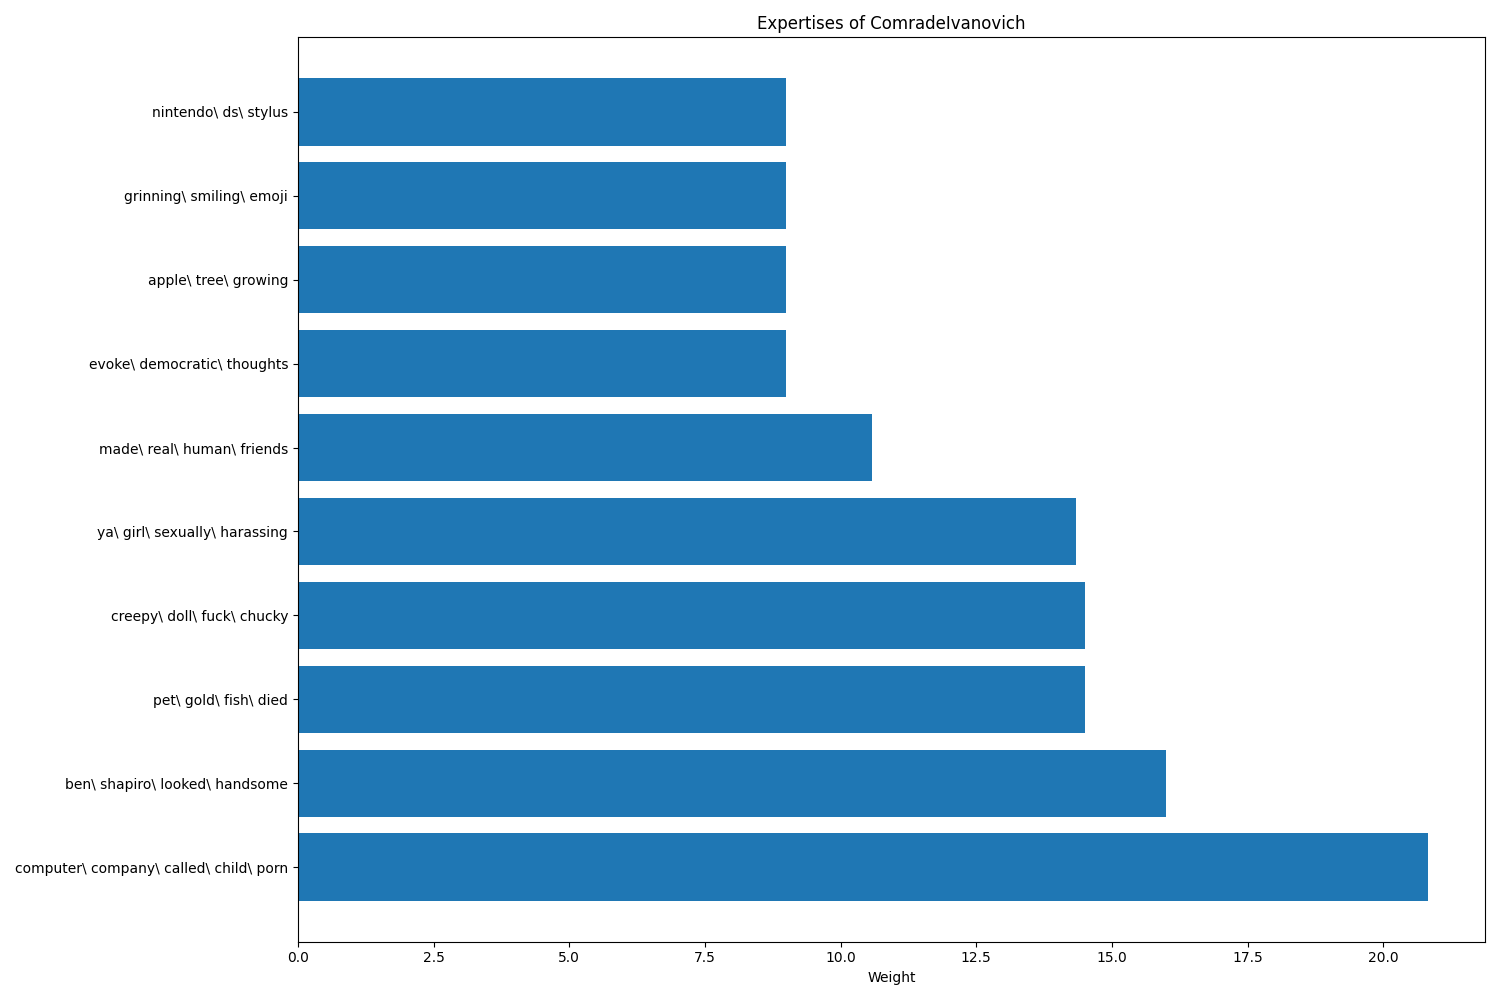 Expertises of ComradeIvanovich
nintendo\ ds\ stylus
grinning\ smiling\ emoji
apple\ tree\ growing
evoke\ democratic\ thoughts
made\ real\ human\ friends
ya\ girl\ sexually\ harassing
creepy\ doll\ fuck\ chucky
pet\ gold\ fish\ died
ben\ shapiro\ looked\ handsome
computer\ company\ called\ child\ porn
0.0 2.5 5.0 7.5 10.0 12.5 15.0 17.5 20.0
Weight